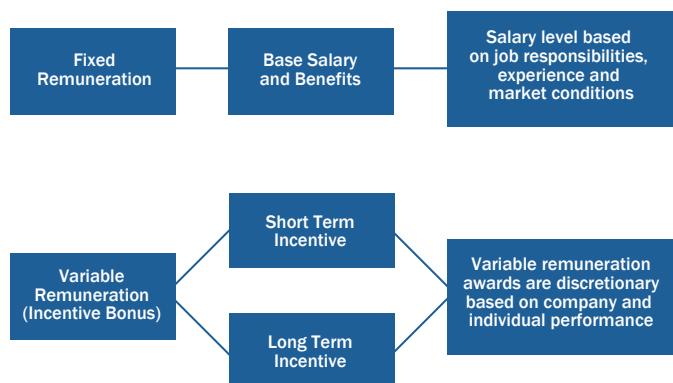 Fixed
Remuneration
Base Salary
and Benefits
Salary level based
on job responsibilities,
experience and
market conditions
Variable
Remuneration
(Incentive Bonus)
Short Term
Incentive
Long Term
Incentive
Variable remuneration
awards are discretionary
based on company and
individual performance